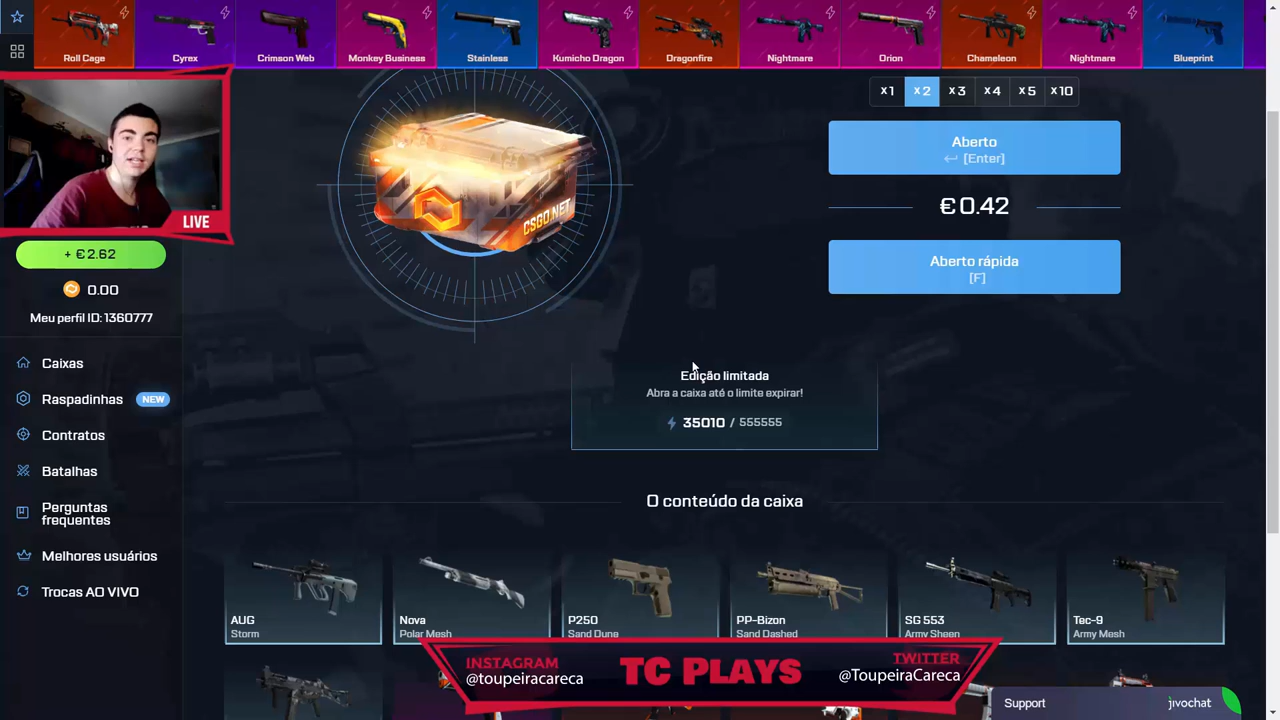 Roll Cage
Cyrex
Crimson Web
Monkey Business
Stainless
Kumicho Dragon
Dragonfire
Nightmare
Orion
Chameleon
Nightmare
Blueprint
x1
x2
x3
x4
x5
x10
Aberto
[Enter]
€ 0.42
Aberto rápida
[F]
CSGO.NET
LIVE
+ € 2.62
0.00
Meu perfil ID: 1360777
Caixas
Raspadinhas NEW
Contratos
Batalhas
Perguntas
frequentes
Melhores usuários
Trocas AO VIVO
Edição limitada
Abra a caixa até o limite expirar!
35010 / 555555
O conteúdo da caixa
AUG
Storm
Nova
Polar Mesh
P250
Sand Dune
PP-Bizon
Sand Dashed
SG 553
Army Sheen
Tec-9
Army Mesh
INSTAGRAM
@toupeiracareca
TC PLAYS
TWITTER
@ToupeiraCareca
Support
jivochat